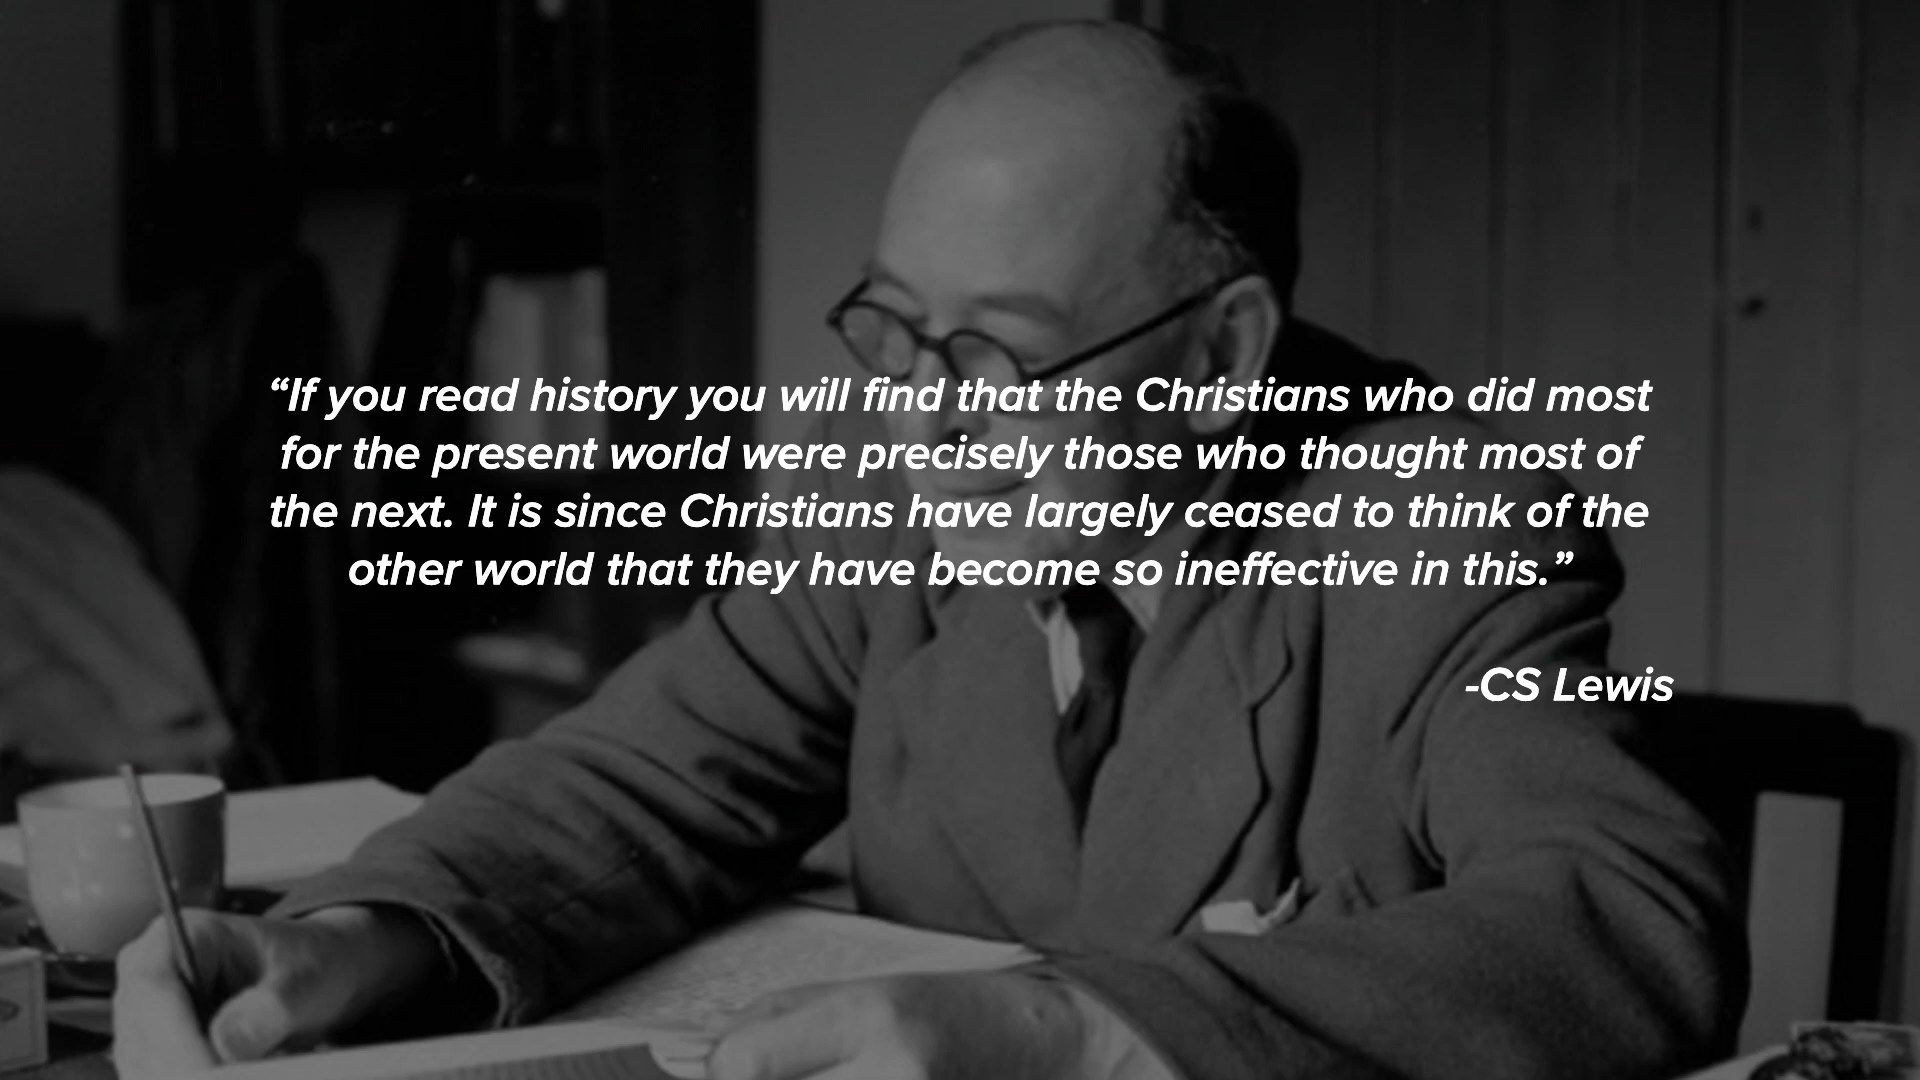 “If you read history you will find that the Christians who did most
for the present world were precisely those who thought most of
the next. It is since Christians have largely ceased to think of the
other world that they have become so ineffective in this.”
-CS Lewis